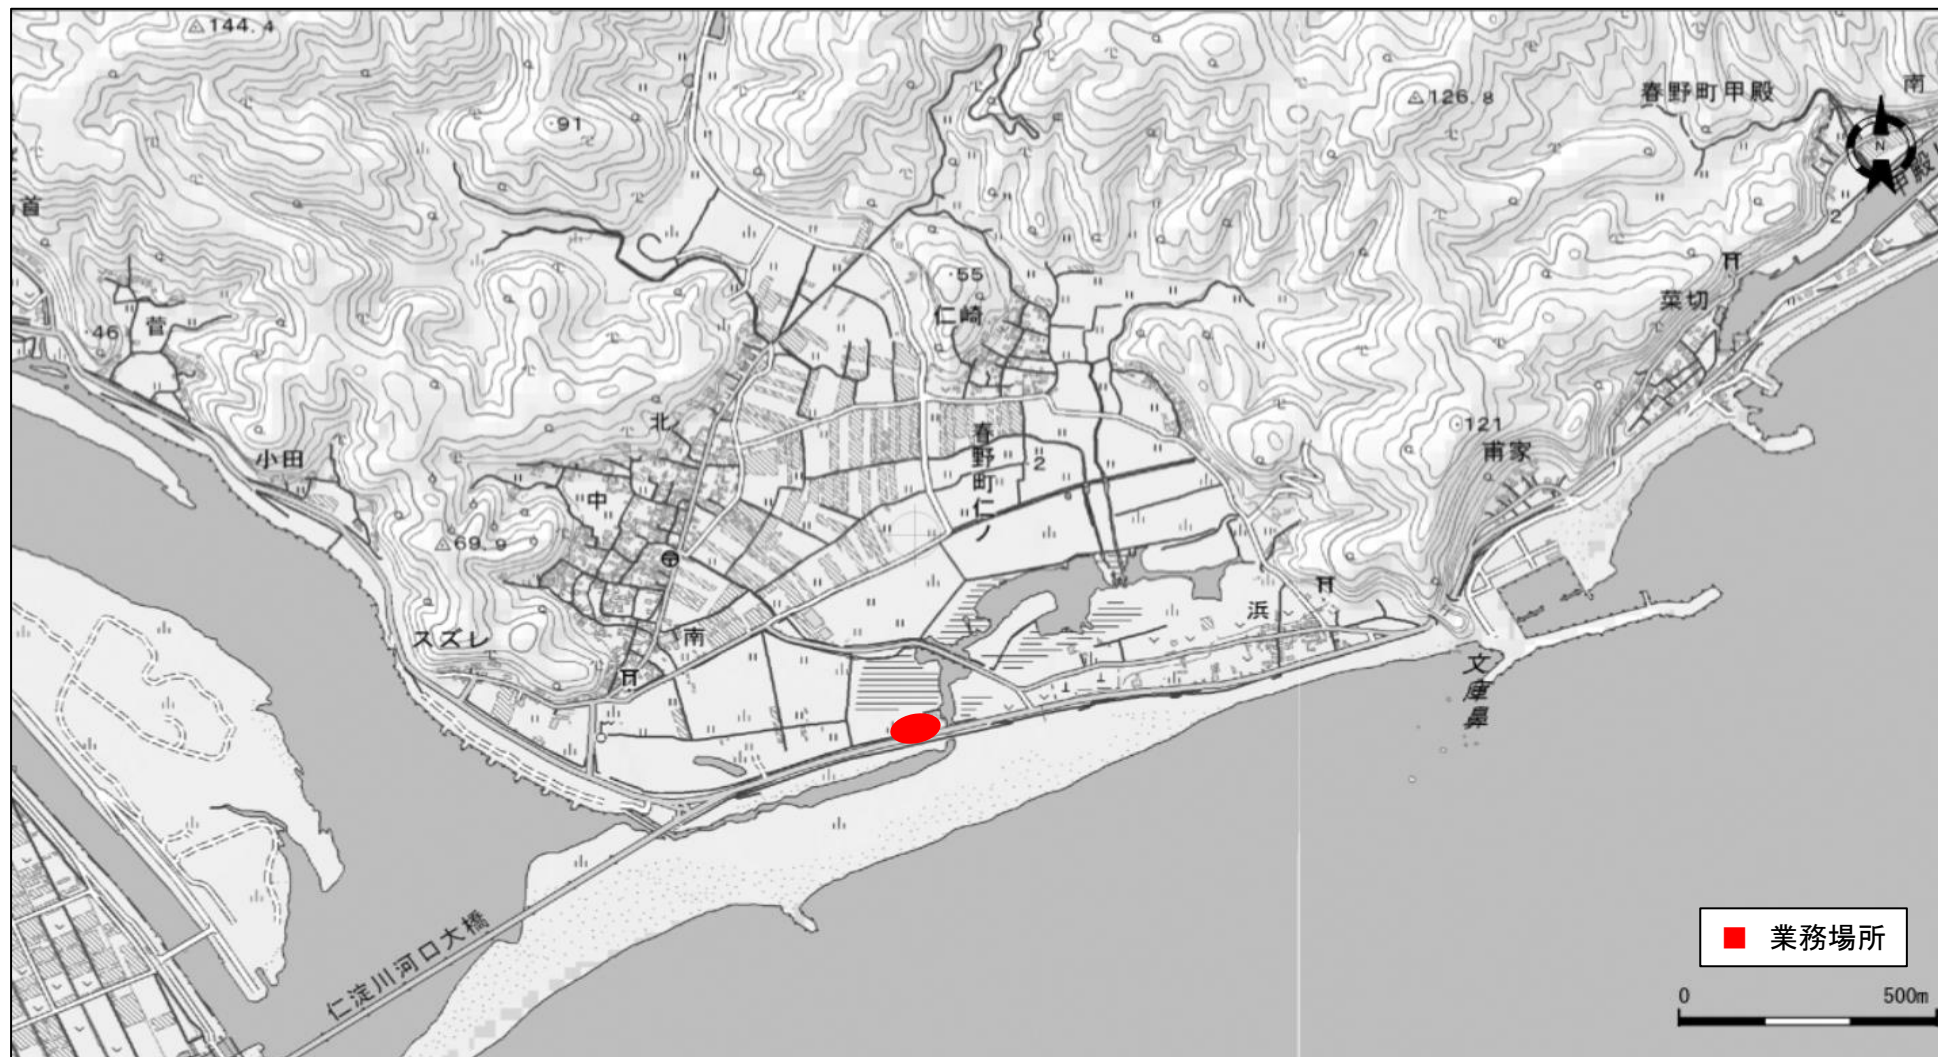 144.4
91
126.8
春野町甲殿
南
N
甲殿
2
首
55
仁崎
菜切
46
菅
北
121
甫家
小田
春野町仁ノ
2
中
69.9
スズレ
南
浜
文庫鼻
仁淀川河口大橋
業務場所
0 500m